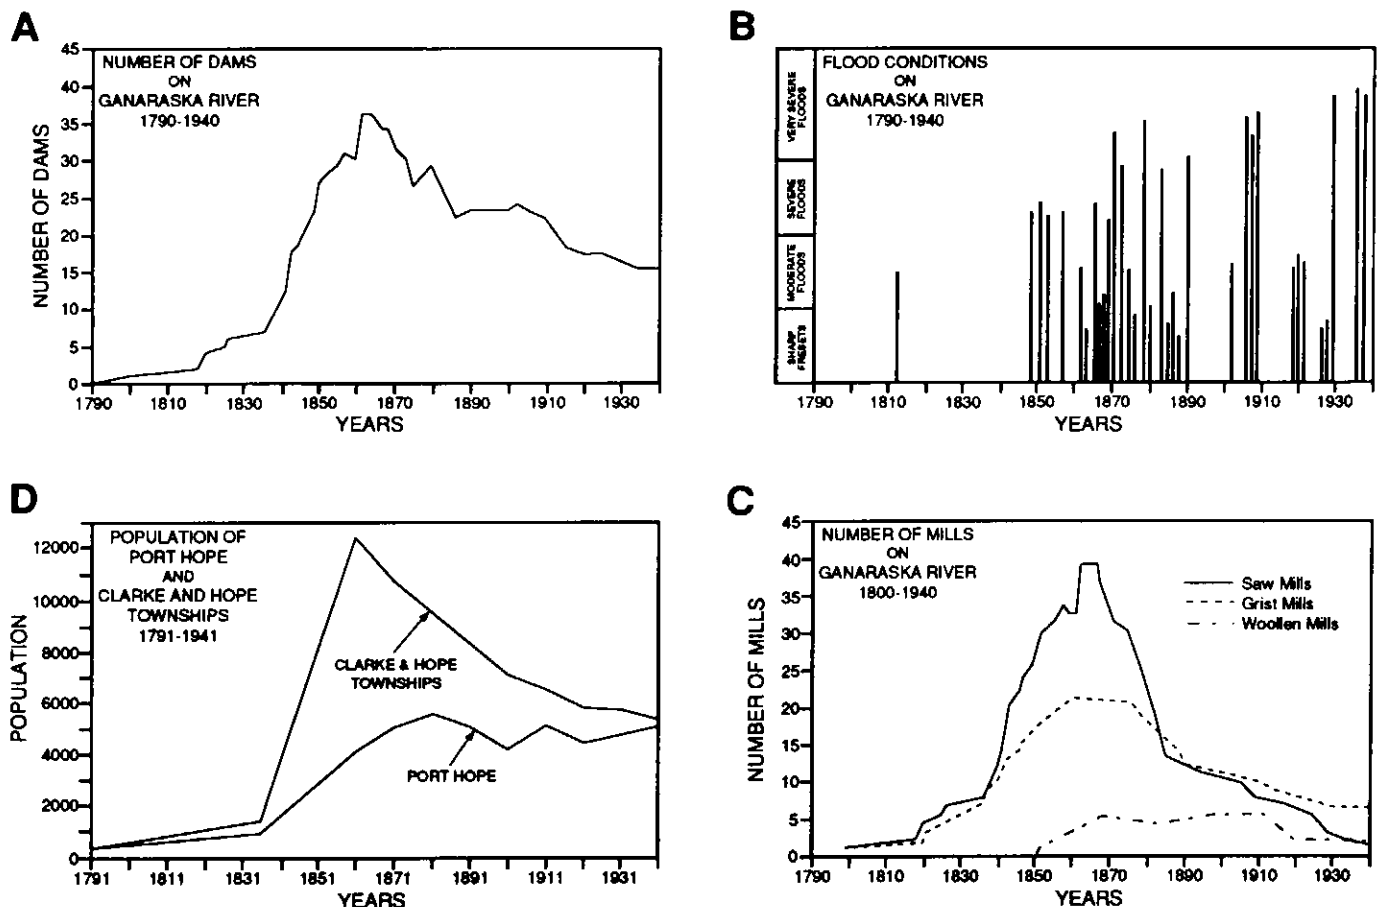 A
NUMBER OF DAMS
ON
GANARASKA RIVER
1790-1940
NUMBER OF DAMS
45
40
35
30
25
20
15
10
5
0
1790 1810 1830 1850 1870 1890 1910 1930
YEARS
B
FLOOD CONDITIONS
ON
GANARASKA RIVER
1790-1940
VERY SEVERE
FLOODS
SEVERE
FLOODS
MODERATE
FLOODS
SHARP
FRESETS
1790 1810 1830 1850 1870 1890 1910 1930
YEARS
D
POPULATION OF
PORT HOPE
AND
CLARKE AND HOPE
TOWNSHIPS
1791-1941
POPULATION
12000
10000
8000
6000
4000
2000
0
CLARKE & HOPE
TOWNSHIPS
PORT HOPE
1791 1811 1831 1851 1871 1891 1911 1931
YEARS
C
NUMBER OF MILLS
ON
GANARASKA RIVER
1800-1940
Saw Mills
Grist Mills
Woollen Mills
NUMBER OF MILLS
45
40
35
30
25
20
15
10
5
0
1790 1810 1830 1850 1870 1890 1910 1930
YEARS